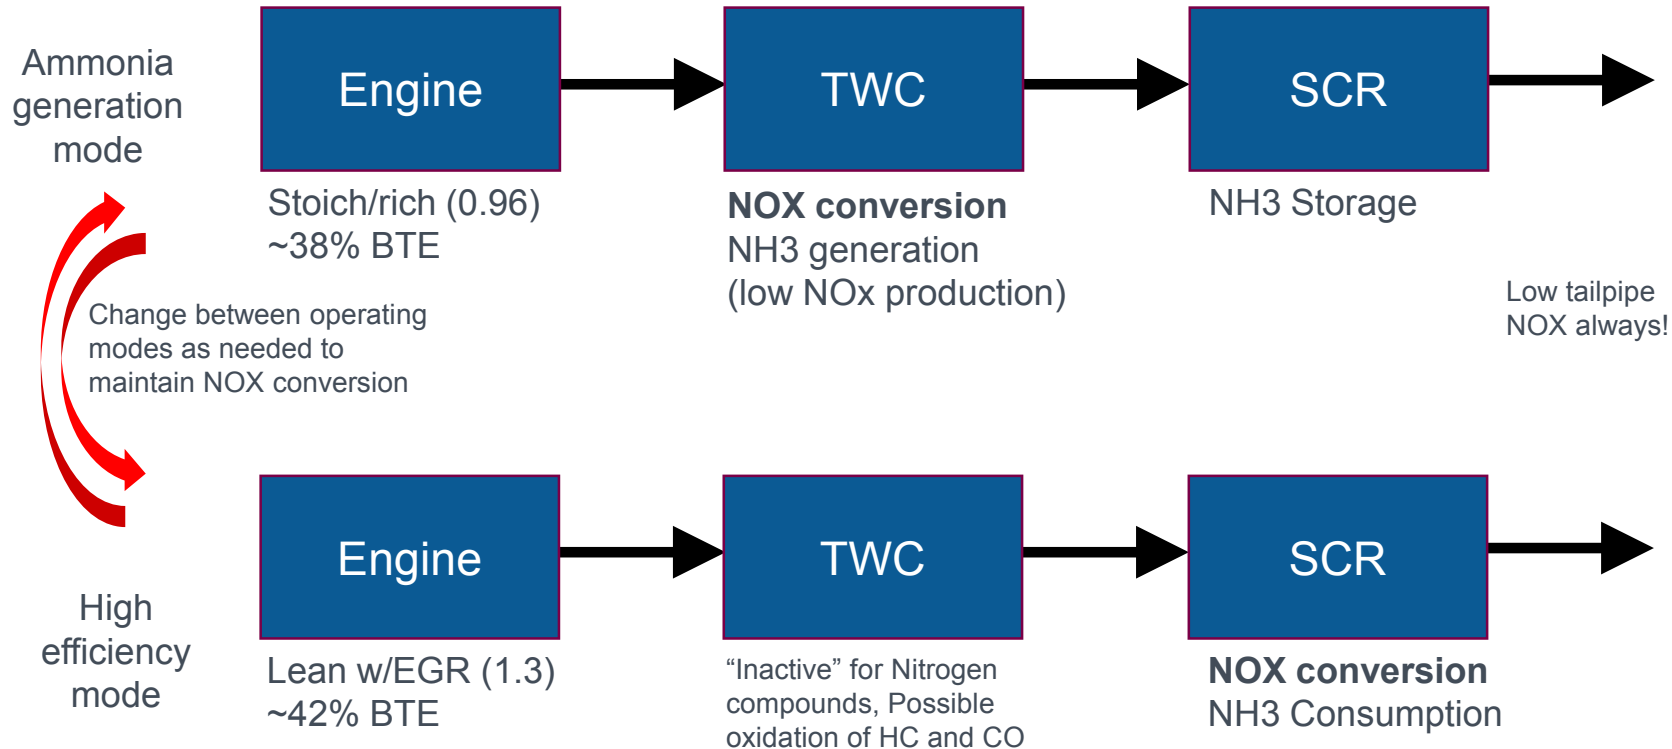 Ammonia
generation
mode
Engine
TWC
SCR
Stoich/rich (0.96)
~38% BTE
NOX conversion
NH3 generation
(low NOx production)
NH3 Storage
Change between operating
modes as needed to
maintain NOX conversion
Low tailpipe
NOX always!
High
efficiency
mode
Engine
TWC
SCR
Lean w/EGR (1.3)
~42% BTE
“Inactive” for Nitrogen
compounds, Possible
oxidation of HC and CO
NOX conversion
NH3 Consumption